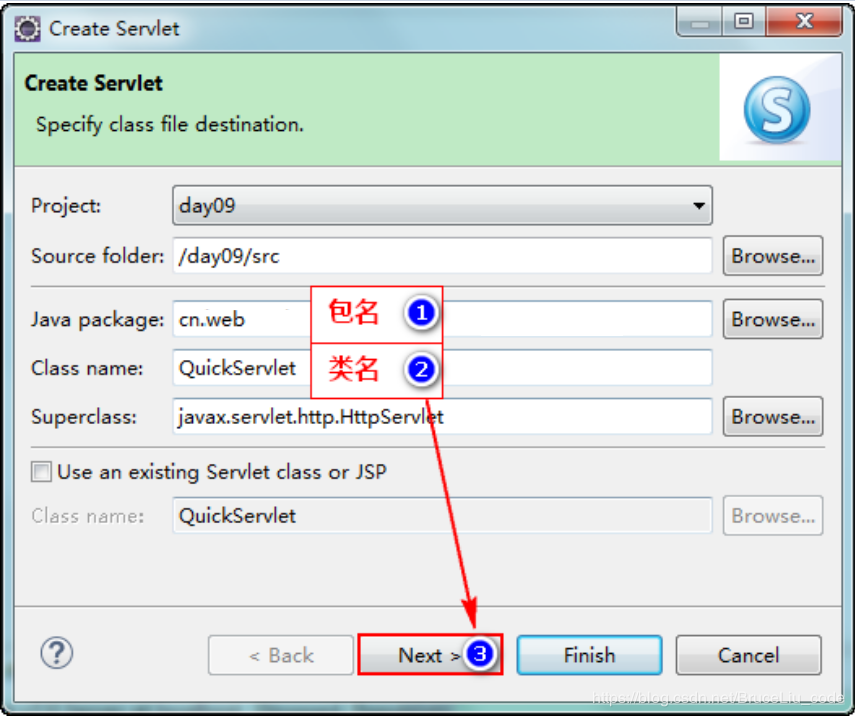 Create Servlet
Create Servlet
Specify class file destination.
S
Project: day09
Source folder: /day09/src Browse...
Java package: cn.web 包名 1 Browse...
Class name: QuickServlet 类名 2
Superclass: javax.servlet.http.HttpServlet Browse...
Use an existing Servlet class or JSP
Class name: QuickServlet Browse...
? < Back Next > 3 Finish Cancel
https://blog.csdn.net/BruceLiu_code